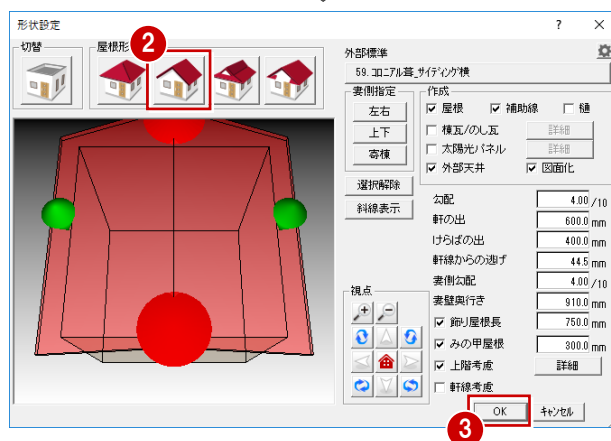 形状設定
? ×
切替
屋根形
2
外部標準
59. コロニアル葺_サイディング横
妻側指定
左右
上下
寄棟
選択解除
斜線表示
作成
屋根 補助線 樋
棟瓦/のし瓦 詳細
太陽光パネル 詳細
外部天井 図面化
勾配 4.00 /10
軒の出 600.0 mm
けらばの出 400.0 mm
軒線からの逃げ 44.5 mm
妻側勾配 4.00 /10
妻壁奥行き 910.0 mm
飾り屋根長 750.0 mm
みの甲屋根 300.0 mm
上階考慮 詳細
軒線考慮
視点
OK キャンセル
3